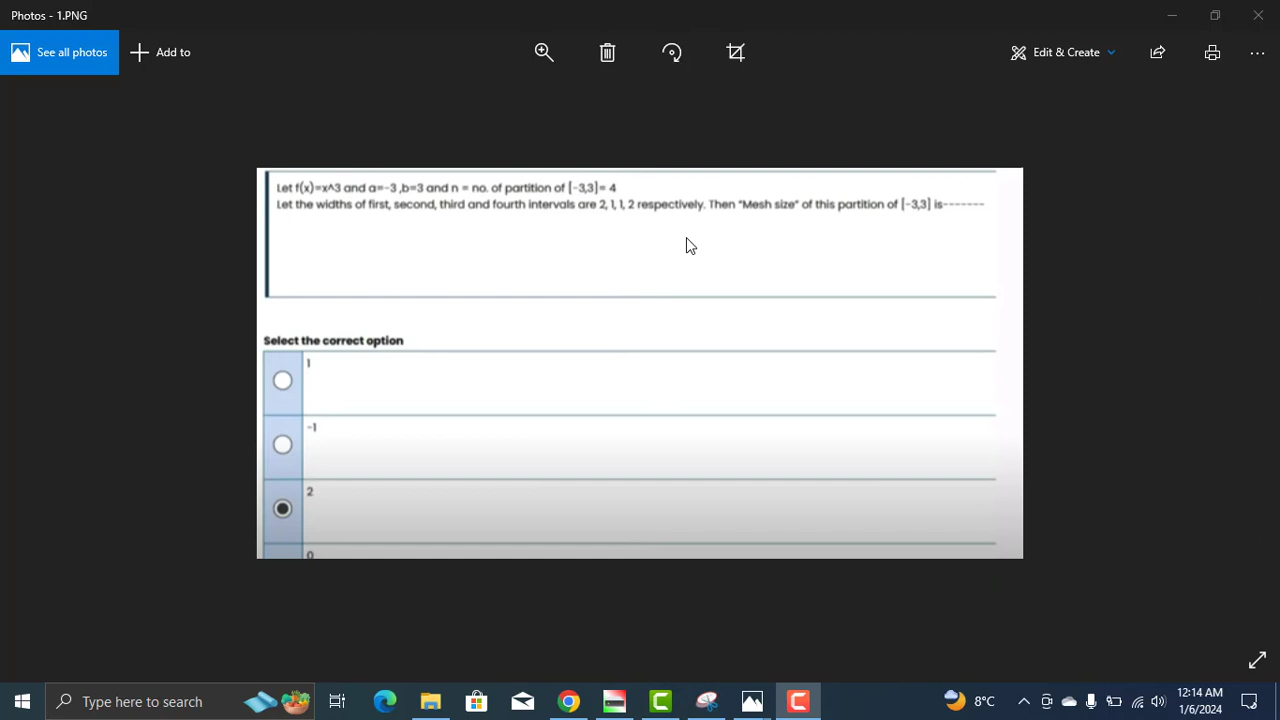 Photos - 1.PNG
See all photos
Add to
Edit & Create
Let f(x)=x^3 and a=-3 ,b=3 and n = no. of partition of [-3,3]= 4
Let the widths of first, second, third and fourth intervals are 2, 1, 1, 2 respectively. Then "Mesh size" of this partition of [-3,3] is-------
Select the correct option
1
-1
2
0
Type here to search
8°C
12:14 AM
1/6/2024